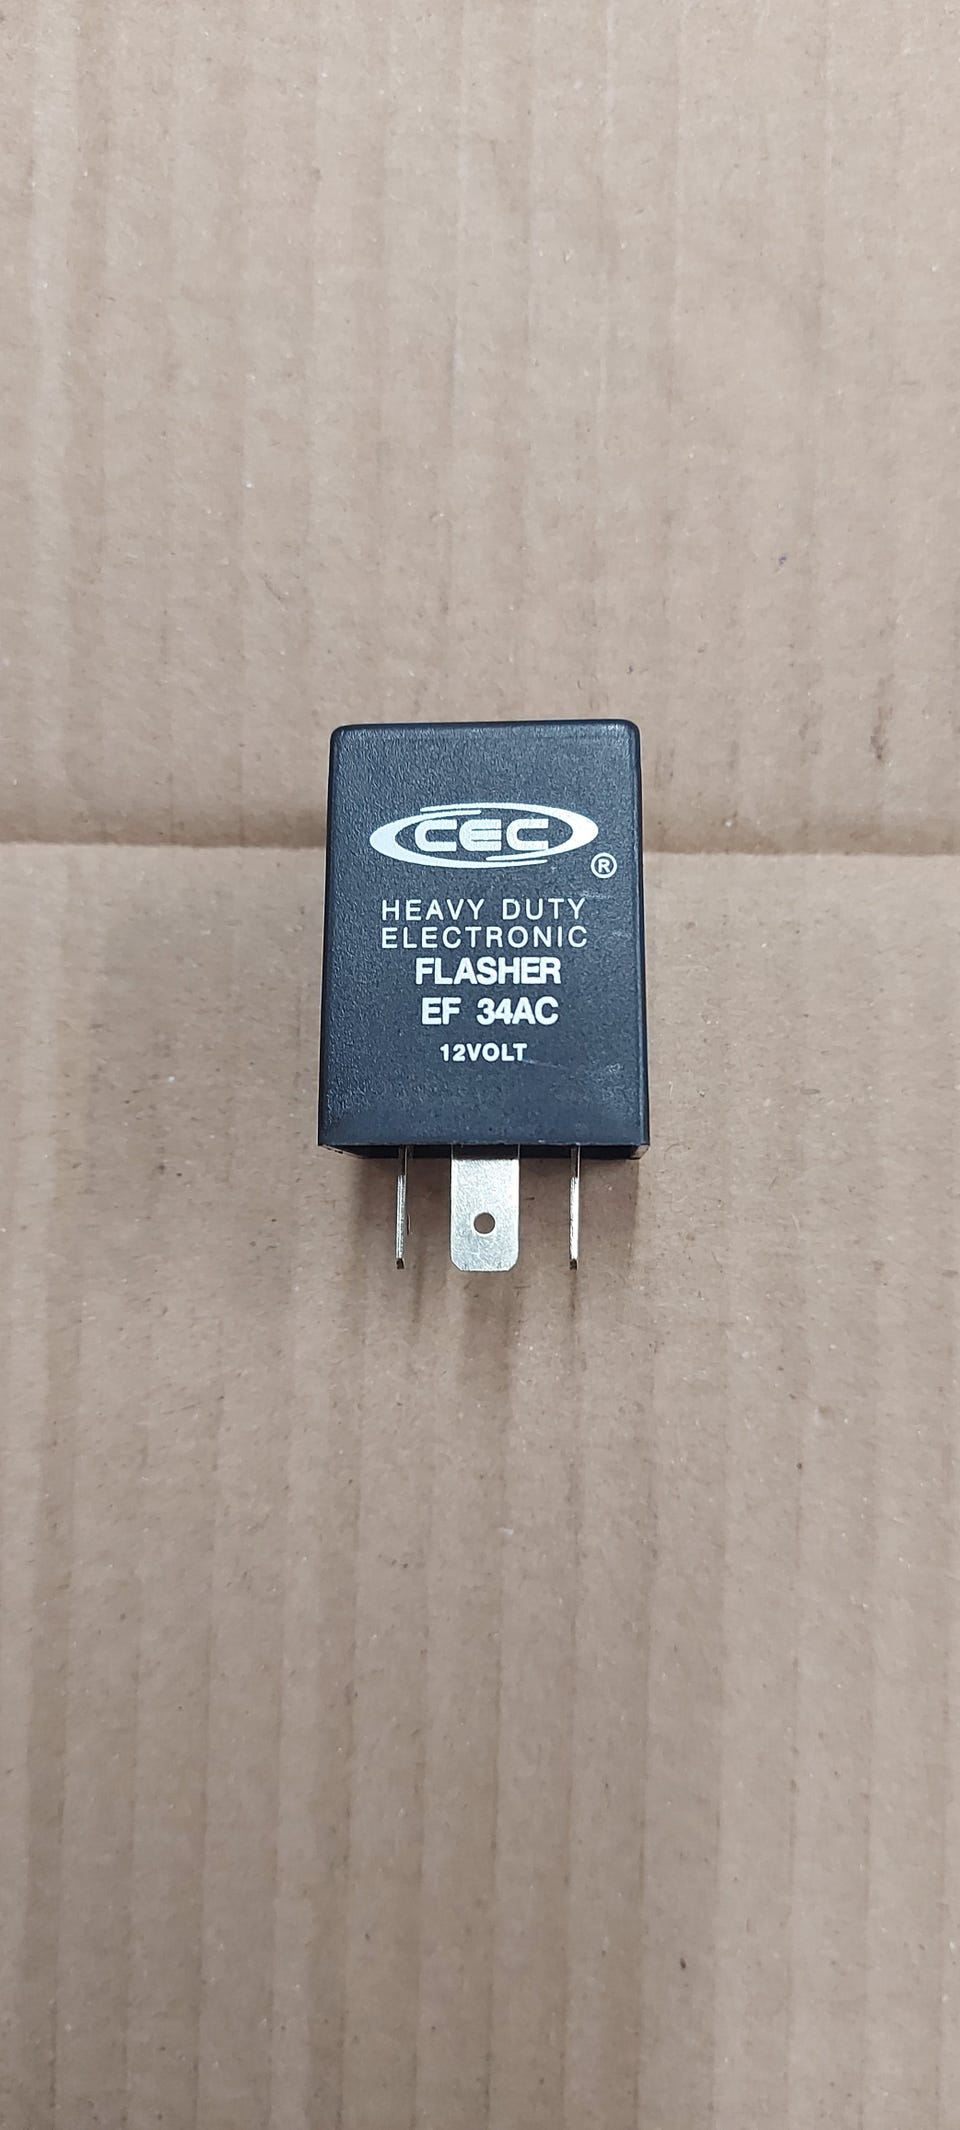 CEC
®
HEAVY DUTY
ELECTRONIC
FLASHER
EF 34AC
12VOLT